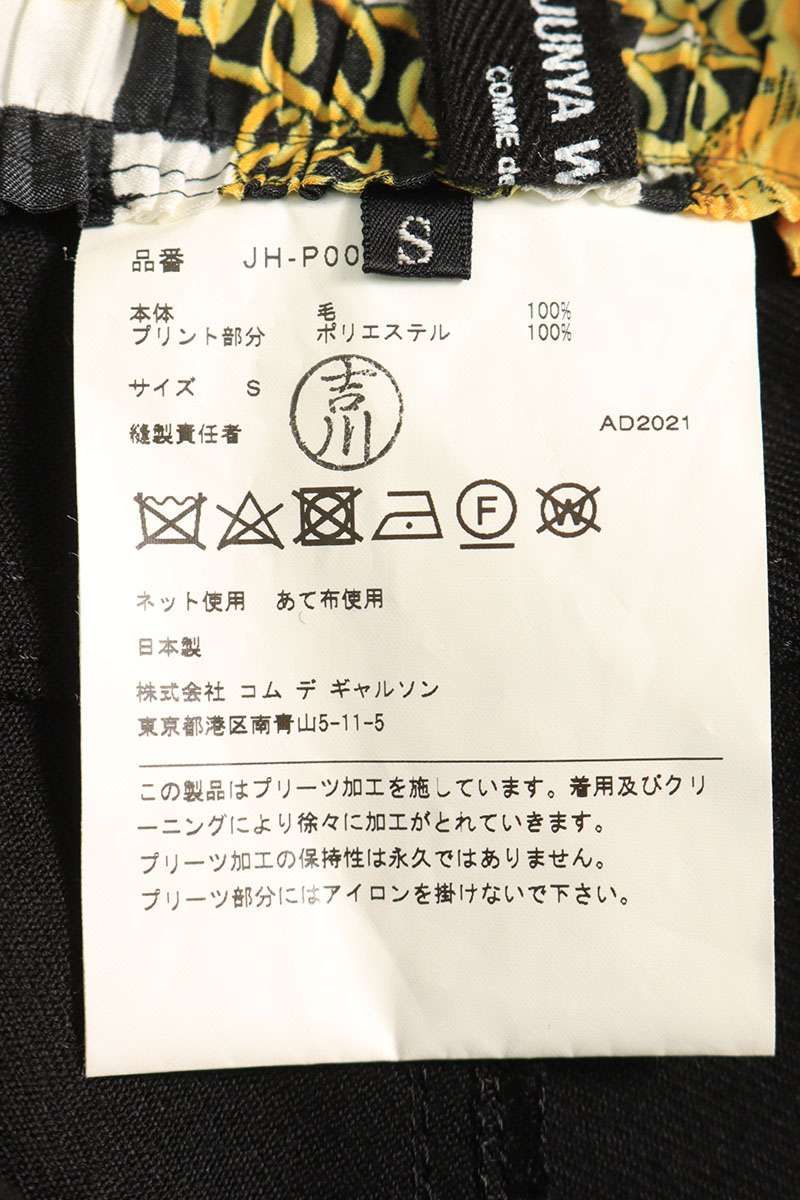 JUNYA W
COMME de
S
品番 JH-P00
本体 毛 100%
プリント部分 ポリエステル 100%
サイズ S
吉川
縫製責任者
AD2021
F
W
ネット使用 あて布使用
日本製
株式会社 コム デ ギャルソン
東京都港区南青山5-11-5
この製品はプリーツ加工を施しています。着用及びクリ
ーニングにより徐々に加工がとれていきます。
プリーツ加工の保持性は永久ではありません。
プリーツ部分にはアイロンを掛けないで下さい。